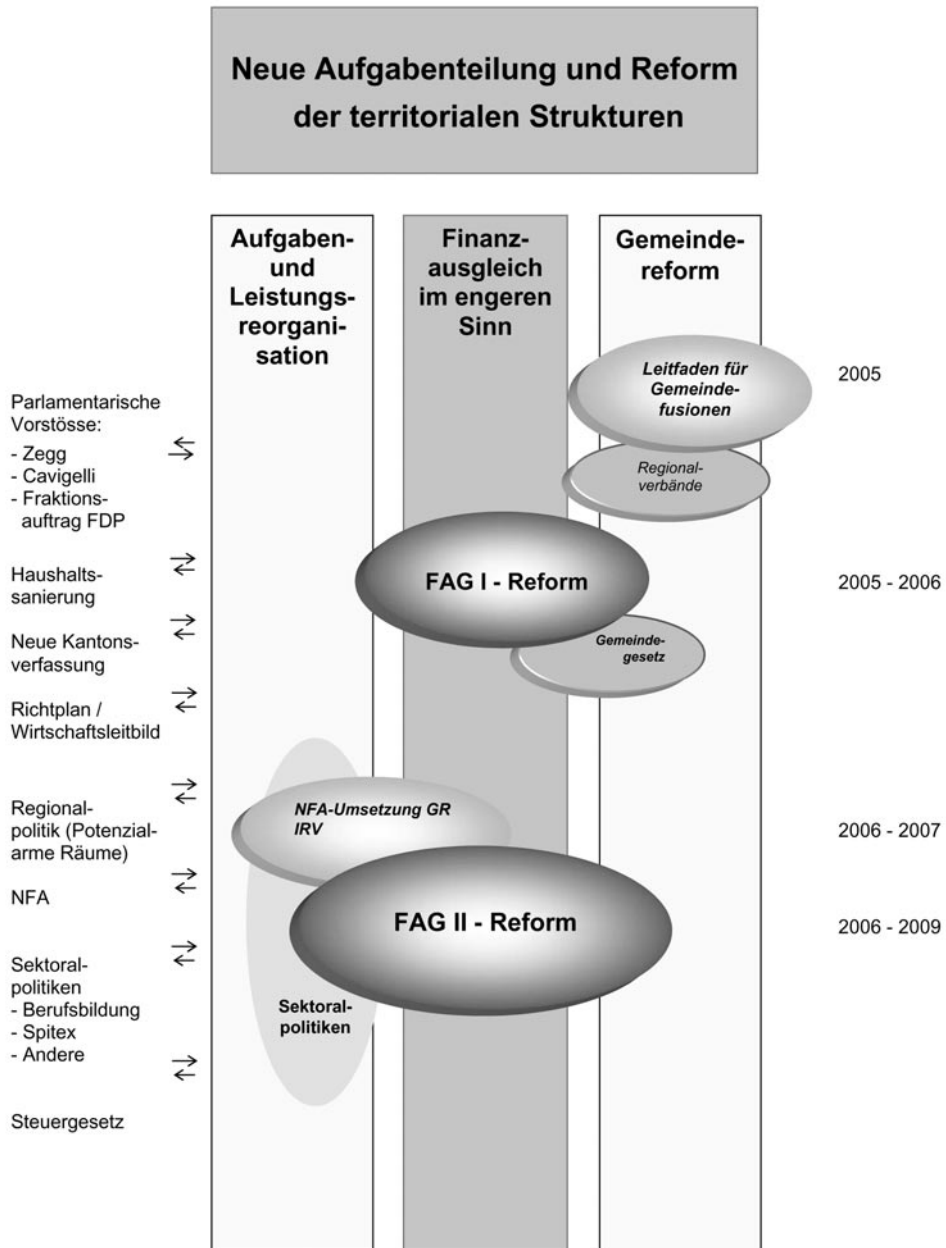 Neue Aufgabenteilung und Reform
der territorialen Strukturen
Aufgaben-
und
Leistungs-
reorgani-
sation
Finanz-
ausgleich
im engeren
Sinn
Gemeinde-
reform
Leitfaden für
Gemeinde-
fusionen
2005
Parlamentarische
Vorstösse:
- Zegg
- Cavigelli
- Fraktions-
auftrag FDP
Regional-
verbände
FAG I - Reform
2005 - 2006
Haushalts-
sanierung
Neue Kantons-
verfassung
Gemeinde-
gesetz
Richtplan /
Wirtschaftsleitbild
Regional-
politik (Potenzial-
arme Räume)
NFA-Umsetzung GR
IRV
2006 - 2007
NFA
FAG II - Reform
2006 - 2009
Sektoral-
politiken
- Berufsbildung
- Spitex
- Andere
Sektoral-
politiken
Steuergesetz